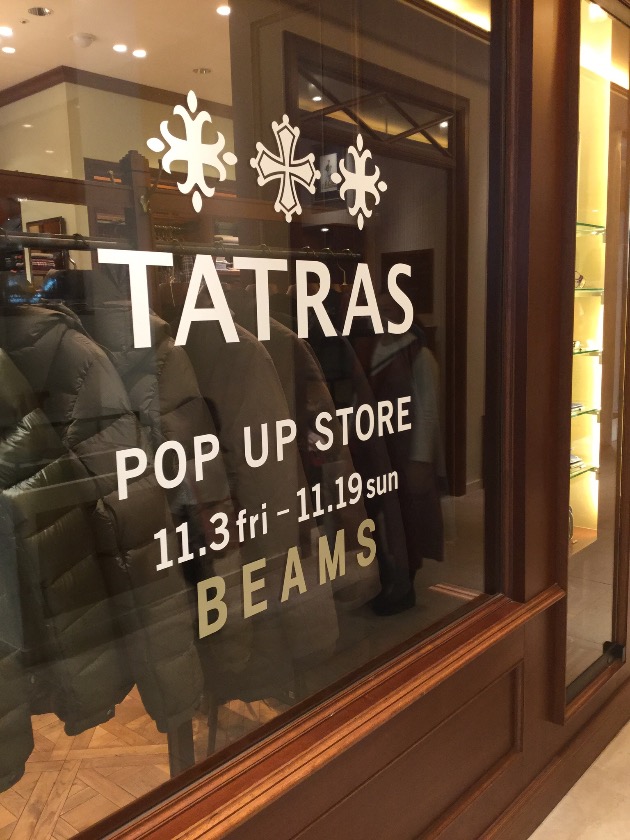 TATRAS
POP UP STORE
11.3 fri - 11.19 sun
BEAMS